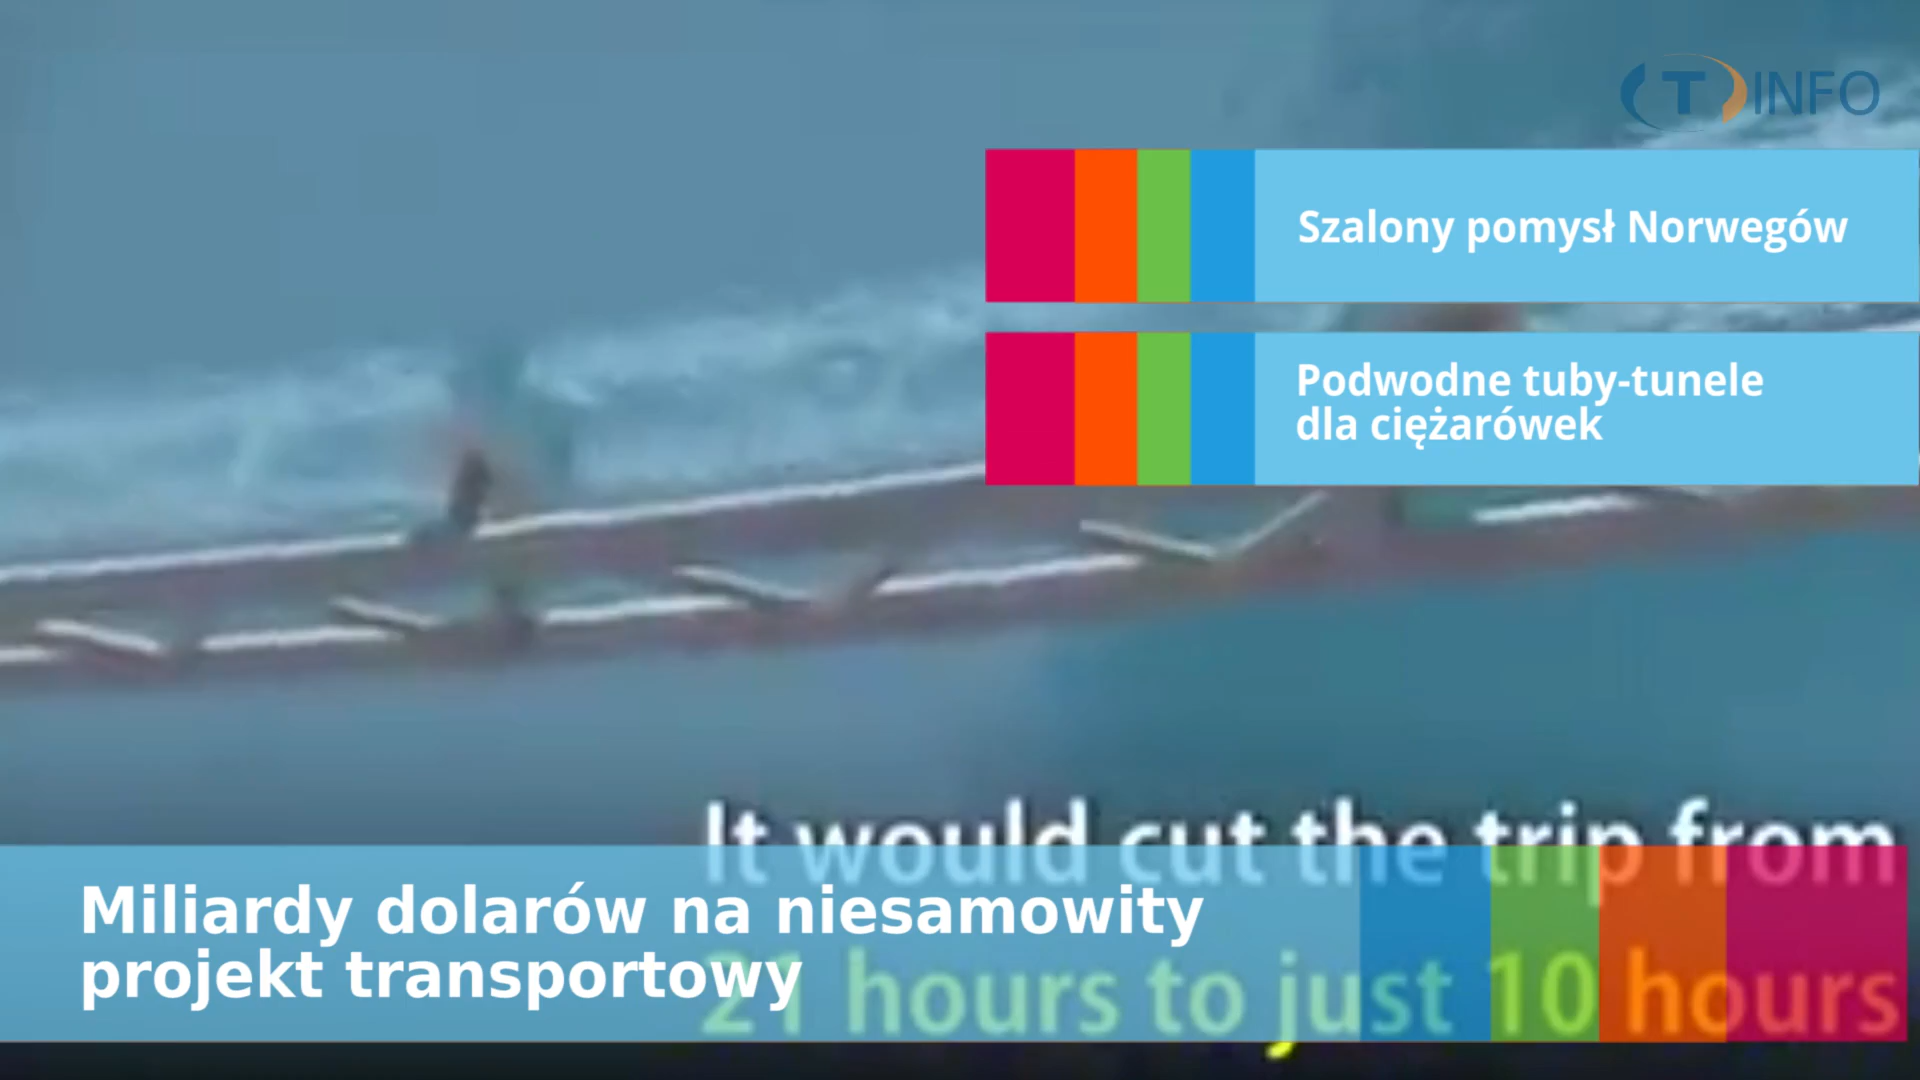 T INFO
Szalony pomysł Norwegów
Podwodne tuby-tunele
dla ciężarówek
It would cut the trip from
21 hours to just 10 hours
Miliardy dolarów na niesamowity
projekt transportowy